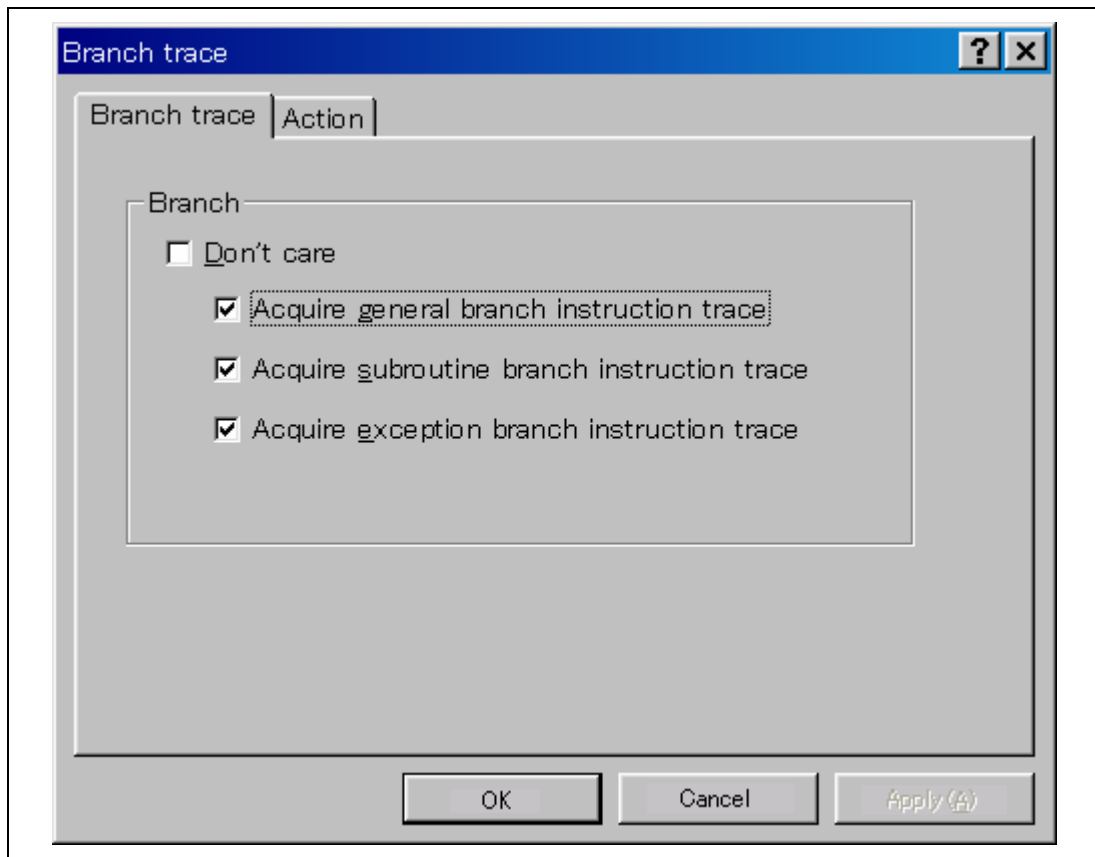 Branch trace
Branch trace Action
Branch
Don't care
Acquire general branch instruction trace
Acquire subroutine branch instruction trace
Acquire exception branch instruction trace
OK Cancel Apply (A)